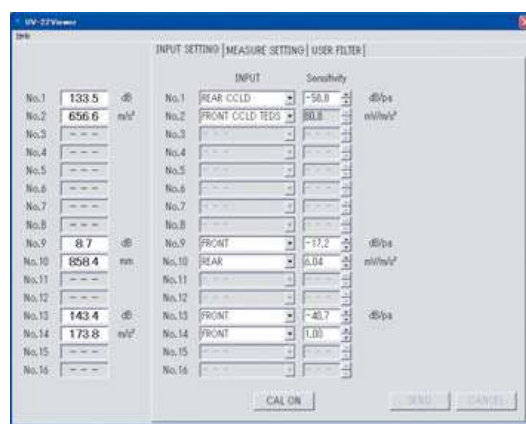 UV-22Viewer
Help
INPUT SETTING MEASURE SETTING USER FILTER
INPUT Sensitivity
No.1 133.5 dB No.1 REAR CCLD -50,8 dB/pa
No.2 656.6 m/s² No.2 FRONT CCLD TEDS 80,8 mV/m/s²
No.3 --- No.3 --- ---
No.4 --- No.4 --- ---
No.5 --- No.5 --- ---
No.6 --- No.6 --- ---
No.7 --- No.7 --- ---
No.8 --- No.8 --- ---
No.9 8.7 dB No.9 FRONT -17,2 dB/pa
No.10 858.4 mm No.10 REAR 6,04 mV/m/s²
No.11 --- No.11 --- ---
No.12 --- No.12 --- ---
No.13 143.4 dB No.13 FRONT -40,7 dB/pa
No.14 173.8 m/s² No.14 FRONT 1,00
No.15 --- No.15 --- ---
No.16 --- No.16 --- ---
CAL ON SEND CANCEL